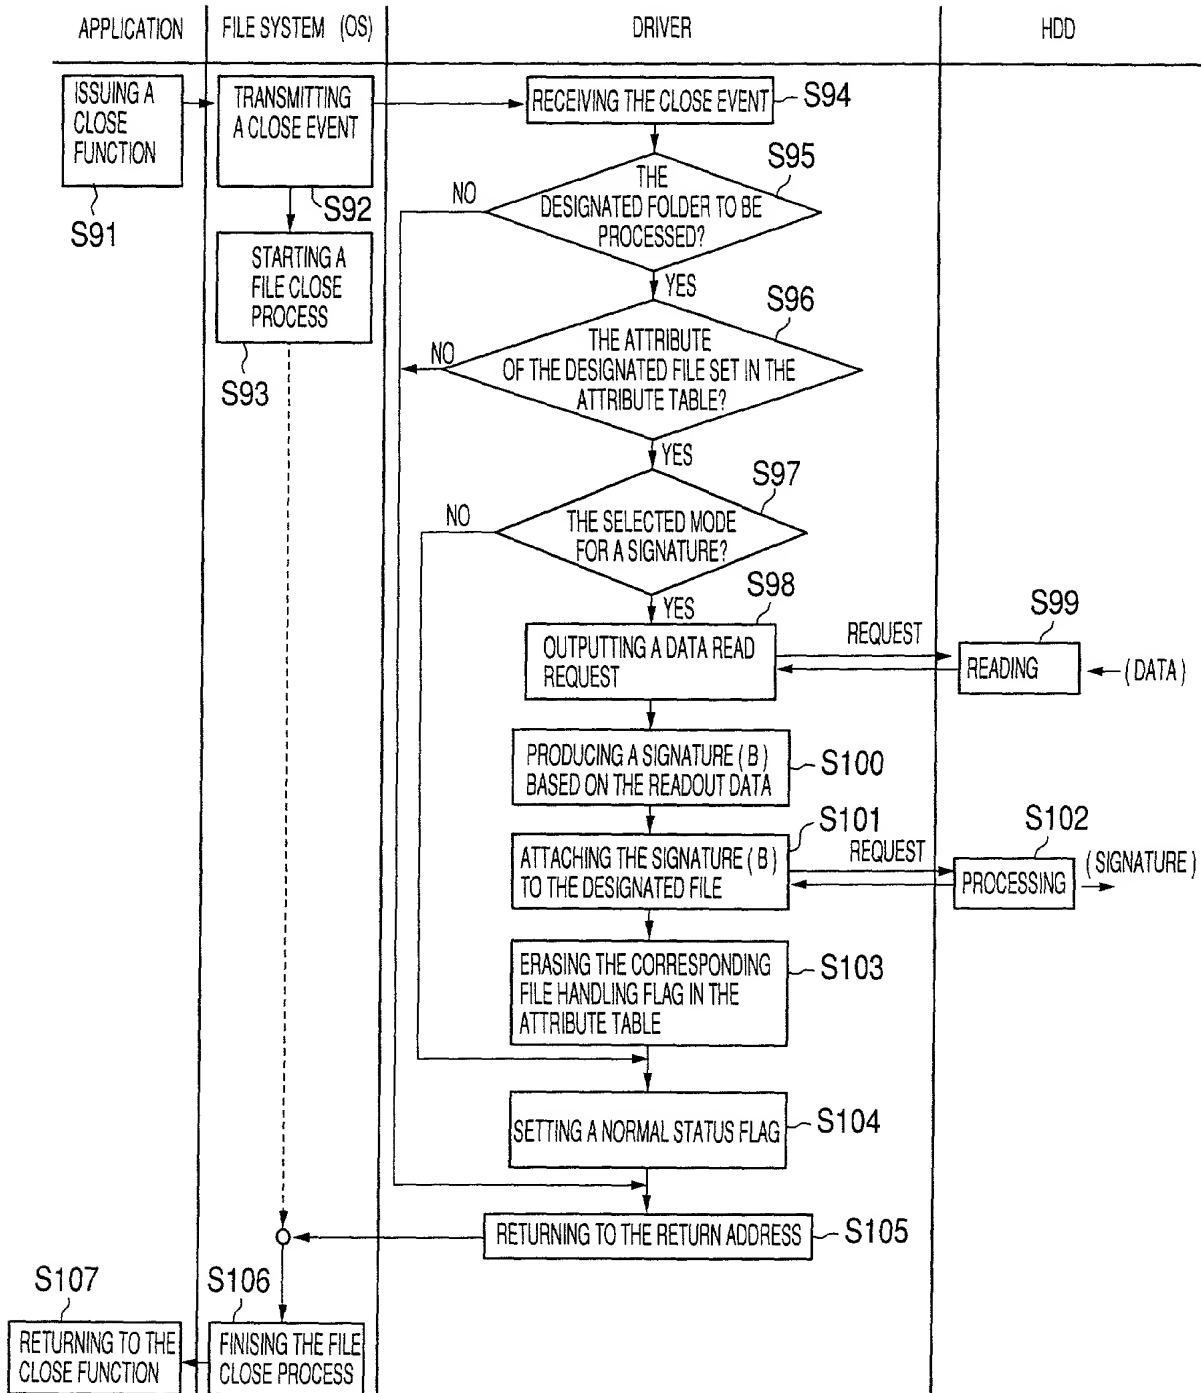 APPLICATION
FILE SYSTEM (OS)
DRIVER
HDD
ISSUING A
CLOSE
FUNCTION
S91
TRANSMITTING
A CLOSE EVENT
S92
RECEIVING THE CLOSE EVENT
S94
STARTING A
FILE CLOSE
PROCESS
S93
THE
DESIGNATED FOLDER TO BE
PROCESSED?
S95
NO
YES
THE ATTRIBUTE
OF THE DESIGNATED FILE SET IN THE
ATTRIBUTE TABLE?
S96
NO
YES
THE SELECTED MODE
FOR A SIGNATURE?
S97
NO
YES
S98
OUTPUTTING A DATA READ
REQUEST
REQUEST
S99
READING
(DATA)
PRODUCING A SIGNATURE (B)
BASED ON THE READOUT DATA
S100
S101
ATTACHING THE SIGNATURE (B)
TO THE DESIGNATED FILE
REQUEST
S102
PROCESSING
(SIGNATURE)
ERASING THE CORRESPONDING
FILE HANDLING FLAG IN THE
ATTRIBUTE TABLE
S103
SETTING A NORMAL STATUS FLAG
S104
RETURNING TO THE RETURN ADDRESS
S105
S107
RETURNING TO THE
CLOSE FUNCTION
S106
FINISING THE FILE
CLOSE PROCESS